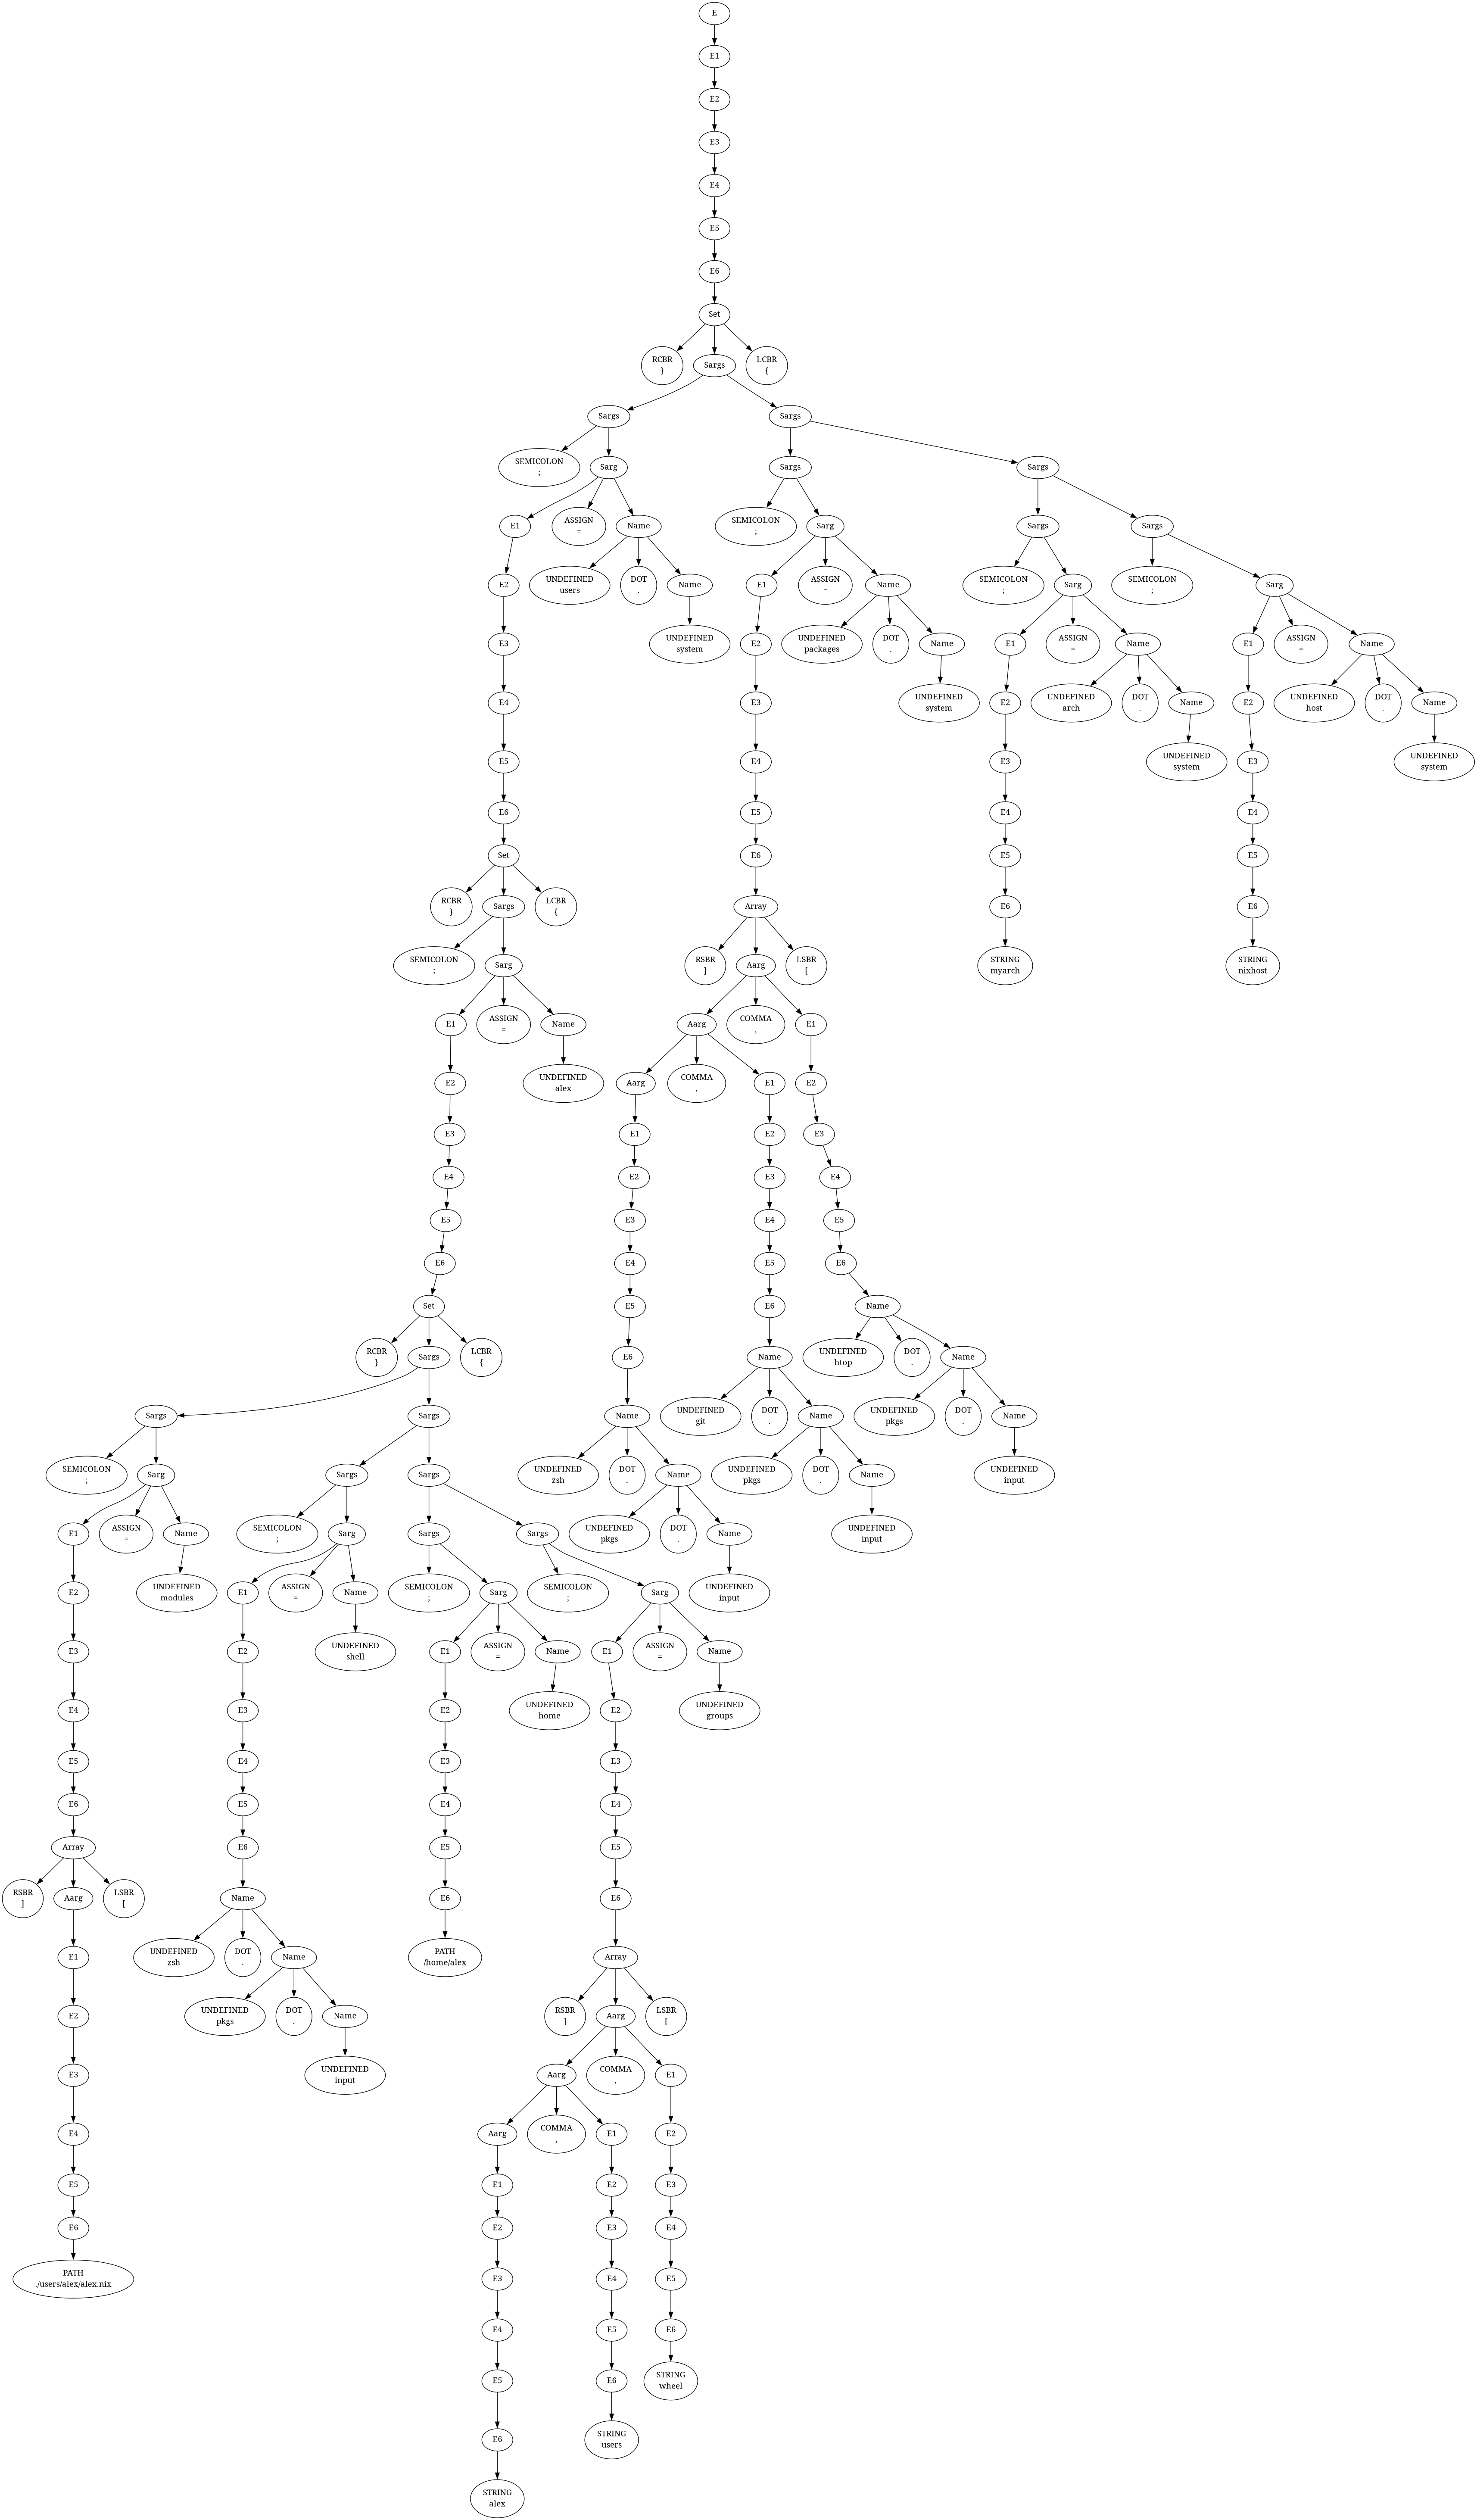 E
E1
E2
E3
E4
E5
E6
Set
RCBR
}
Sargs
LCBR
{
Sargs
Sargs
SEMICOLON
;
Sarg
Sargs
Sargs
E1
ASSIGN
=
Name
SEMICOLON
;
Sarg
Sargs
Sargs
E2
UNDEFINED
users
DOT
.
Name
E1
ASSIGN
=
Name
SEMICOLON
;
Sarg
SEMICOLON
;
Sarg
E3
UNDEFINED
system
E2
UNDEFINED
packages
DOT
.
Name
E1
ASSIGN
=
Name
E1
ASSIGN
=
Name
E4
E3
UNDEFINED
system
E2
UNDEFINED
arch
DOT
.
Name
E2
UNDEFINED
host
DOT
.
Name
E5
E4
E3
UNDEFINED
system
E3
UNDEFINED
system
E6
E5
E4
E4
Set
E6
E5
E5
RCBR
}
Sargs
LCBR
{
Array
E6
E6
SEMICOLON
;
Sarg
RSBR
]
Aarg
LSBR
[
STRING
myarch
STRING
nixhost
E1
ASSIGN
=
Name
Aarg
COMMA
,
E1
E2
UNDEFINED
alex
Aarg
COMMA
,
E1
E2
E3
E1
E2
E3
E4
E2
E3
E4
E5
E3
E4
E5
E6
E4
E5
E6
Set
E5
E6
Name
RCBR
}
Sargs
LCBR
{
E6
Name
UNDEFINED
htop
DOT
.
Name
Sargs
Sargs
Name
UNDEFINED
git
DOT
.
Name
UNDEFINED
pkgs
DOT
.
Name
SEMICOLON
;
Sarg
Sargs
Sargs
UNDEFINED
zsh
DOT
.
Name
UNDEFINED
pkgs
DOT
.
Name
UNDEFINED
input
E1
ASSIGN
=
Name
SEMICOLON
;
Sarg
Sargs
Sargs
UNDEFINED
pkgs
DOT
.
Name
UNDEFINED
input
E2
UNDEFINED
modules
E1
ASSIGN
=
Name
SEMICOLON
;
Sarg
SEMICOLON
;
Sarg
UNDEFINED
input
E3
E2
UNDEFINED
shell
E1
ASSIGN
=
Name
E1
ASSIGN
=
Name
E4
E3
E2
UNDEFINED
home
E2
UNDEFINED
groups
E5
E4
E3
E3
E6
E5
E4
E4
Array
E6
E5
E5
RSBR
]
Aarg
LSBR
[
Name
E6
E6
E1
UNDEFINED
zsh
DOT
.
Name
PATH
/home/alex
Array
E2
UNDEFINED
pkgs
DOT
.
Name
RSBR
]
Aarg
LSBR
[
E3
UNDEFINED
input
Aarg
COMMA
,
E1
E4
Aarg
COMMA
,
E1
E2
E5
E1
E2
E3
E6
E2
E3
E4
PATH
./users/alex/alex.nix
E3
E4
E5
E4
E5
E6
E5
E6
STRING
wheel
E6
STRING
users
STRING
alex